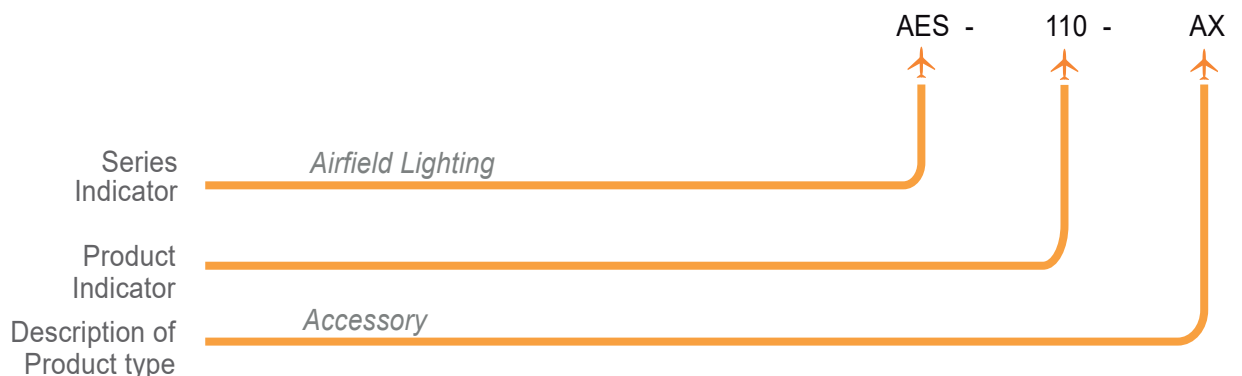 AES - 110 - AX
Series
Indicator
Airfield Lighting
Product
Indicator
Accessory
Description of
Product type